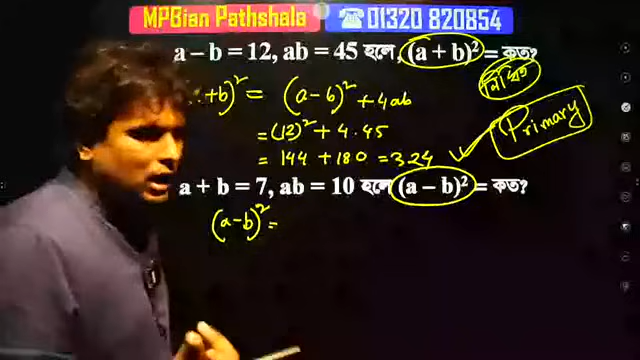 MPBian Pathshala ☎ 01320 820854
a – b = 12, ab = 45 হলে, (a + b)² = কত?
লিখিত
+b)² = (a-b)² + 4ab
Primary
= (12)² + 4.45
= 144 + 180 = 324
a + b = 7, ab = 10 হলে (a – b)² = কত?
(a-b)² =